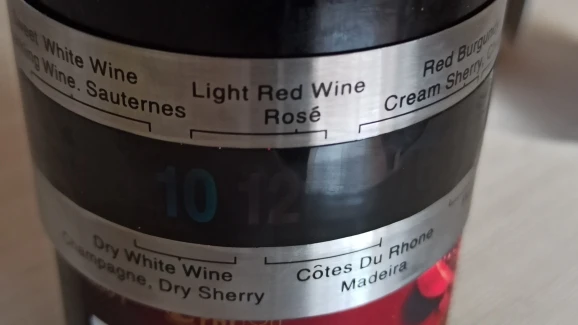 White Wine
Wine. Sauternes
Light Red Wine
Rosé
Red
Cream Sherry,
10 12
Dry White Wine
Champagne, Dry Sherry
Côtes Du Rhone
Madeira